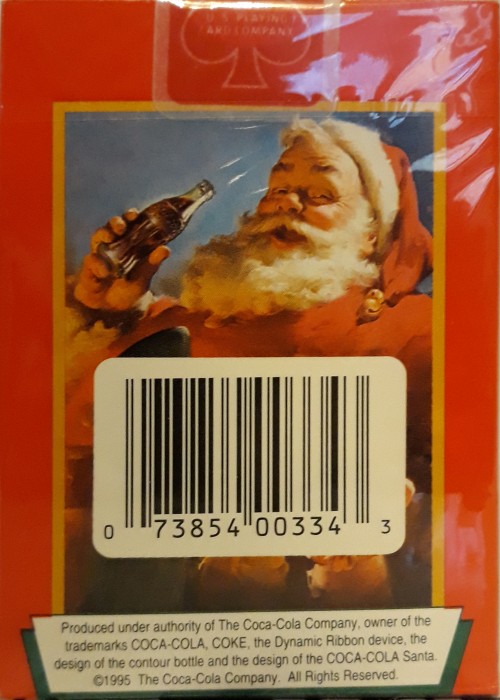 U.S. PLAYING
CARD COMPANY
0 73854 00334 3
Produced under authority of The Coca-Cola Company, owner of the
trademarks COCA-COLA, COKE, the Dynamic Ribbon device, the
design of the contour bottle and the design of the COCA-COLA Santa.
©1995 The Coca-Cola Company. All Rights Reserved.